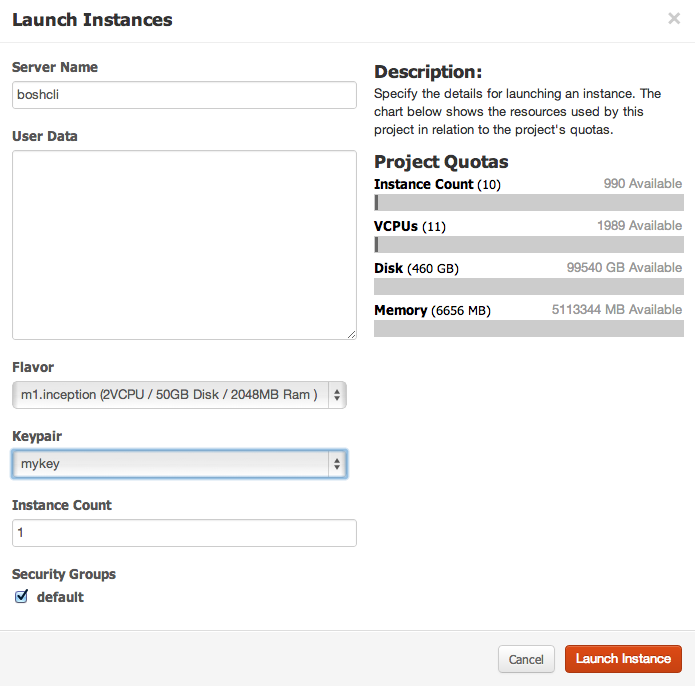 Launch Instances
×
Server Name
boshcli
User Data
Flavor
m1.inception (2VCPU / 50GB Disk / 2048MB Ram )
Keypair
mykey
Instance Count
1
Security Groups
default
Description:
Specify the details for launching an instance. The
chart below shows the resources used by this
project in relation to the project's quotas.
Project Quotas
Instance Count (10) 990 Available
VCPUs (11) 1989 Available
Disk (460 GB) 99540 GB Available
Memory (6656 MB) 5113344 MB Available
Cancel Launch Instance